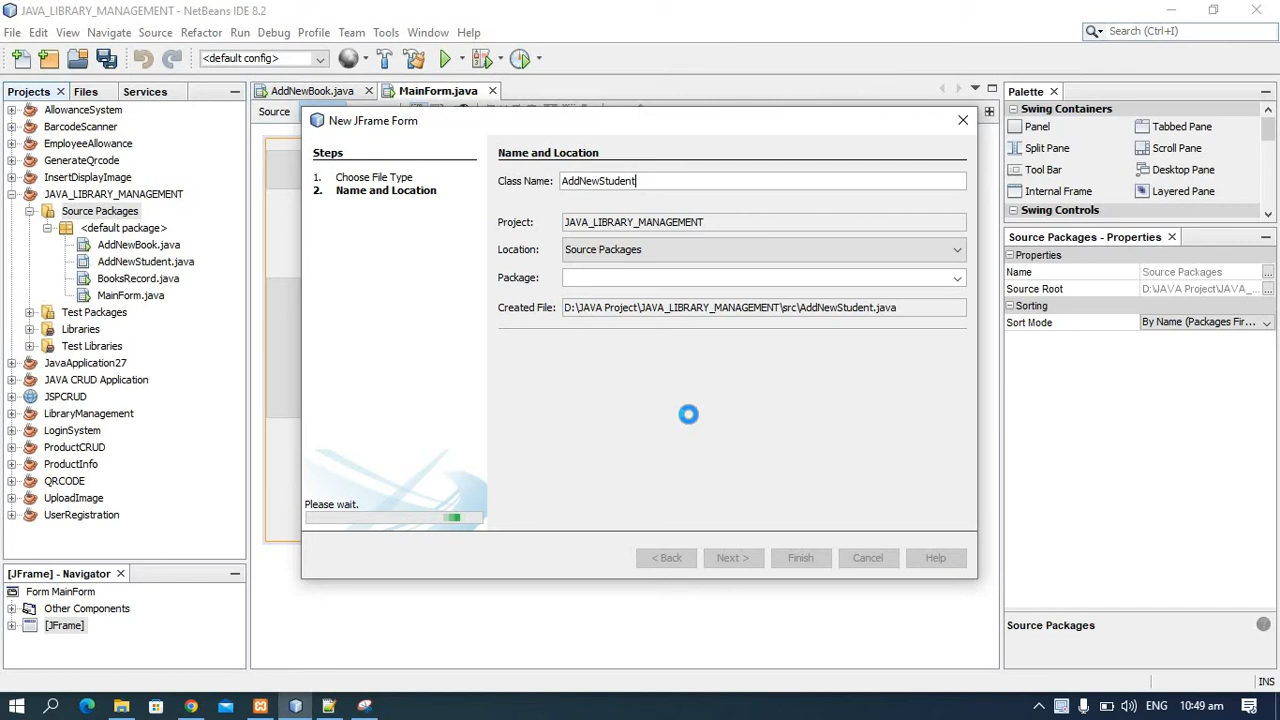 JAVA_LIBRARY_MANAGEMENT - NetBeans IDE 8.2
File Edit View Navigate Source Refactor Run Debug Profile Team Tools Window Help
Search (Ctrl+I)
<default config>
Projects Files Services
AddNewBook.java MainForm.java
Palette
Source
AllowanceSystem
BarcodeScanner
EmployeeAllowance
GenerateQrcode
InsertDisplayImage
JAVA_LIBRARY_MANAGEMENT
Source Packages
<default package>
AddNewBook.java
AddNewStudent.java
BooksRecord.java
MainForm.java
Test Packages
Libraries
Test Libraries
JavaApplication27
JAVA CRUD Application
JSPCRUD
LibraryManagement
LoginSystem
ProductCRUD
ProductInfo
QRCODE
UploadImage
UserRegistration
[JFrame] - Navigator
Form MainForm
Other Components
[JFrame]
New JFrame Form
Steps
1. Choose File Type
2. Name and Location
Please wait.
Name and Location
Class Name: AddNewStudent
Project: JAVA_LIBRARY_MANAGEMENT
Location: Source Packages
Package:
Created File: D:\JAVA Project\JAVA_LIBRARY_MANAGEMENT\src\AddNewStudent.java
< Back Next > Finish Cancel Help
Swing Containers
Panel Tabbed Pane
Split Pane Scroll Pane
Tool Bar Desktop Pane
Internal Frame Layered Pane
Swing Controls
Source Packages - Properties
Properties
Name Source Packages ...
Source Root D:\JAVA Project\JAVA_... ...
Sorting
Sort Mode By Name (Packages Fir...
Source Packages
INS
ENG 10:49 am